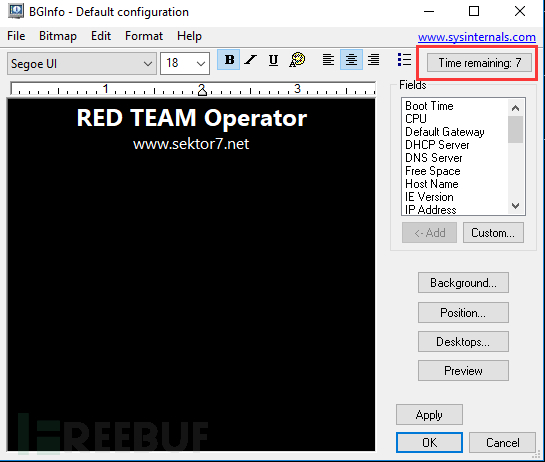 BGInfo - Default configuration
File Bitmap Edit Format Help
www.sysinternals.com
Segoe UI 18 B I U
Time remaining: 7
1 2 3
Fields
Boot Time
CPU
Default Gateway
DHCP Server
DNS Server
Free Space
Host Name
IE Version
IP Address
<- Add Custom...
RED TEAM Operator
www.sektor7.net
Background...
Position...
Desktops...
Preview
Apply
OK Cancel
FREEBUF